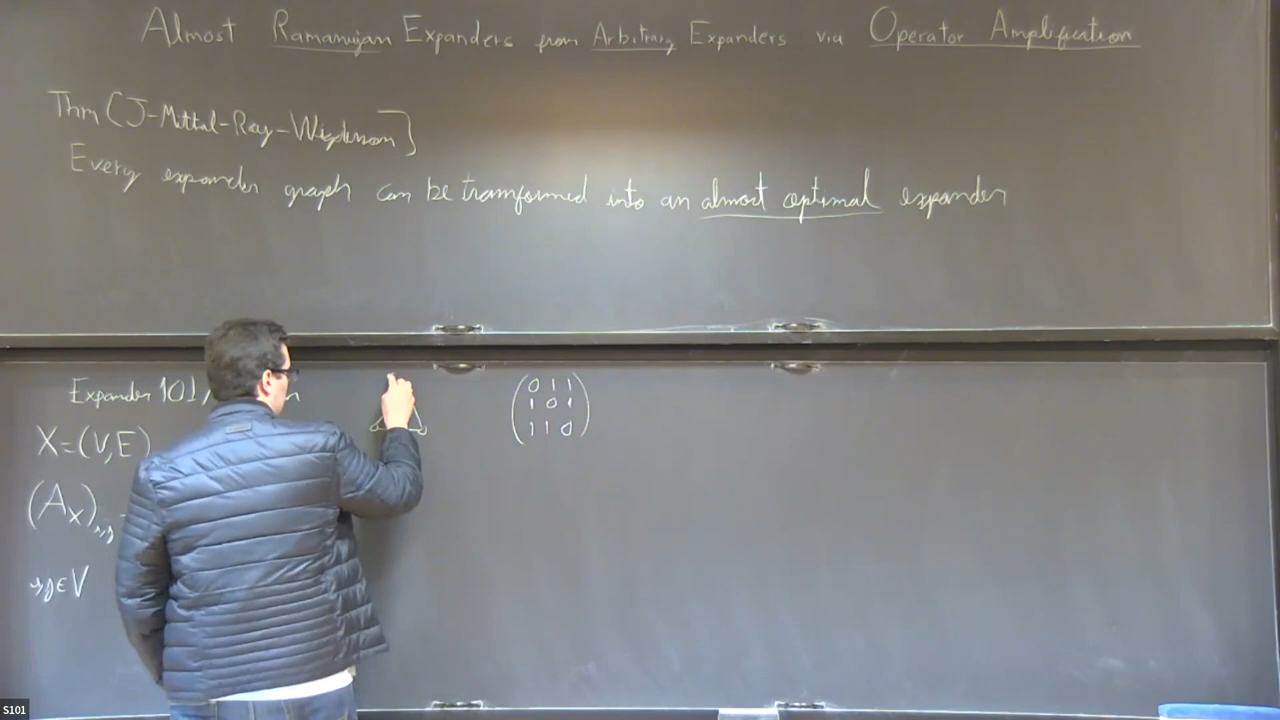 Almost Ramanujan Expanders from Arbitrary Expanders via Operator Amplification
Thm (J-Mittal-Roy-Wigderson]
Every expander graph can be transformed into an almost optimal expander
Expander 101
X=(V,E)
(A_X)_{x,y}
x,y∈V
0 1 1
1 0 1
1 1 0
S101